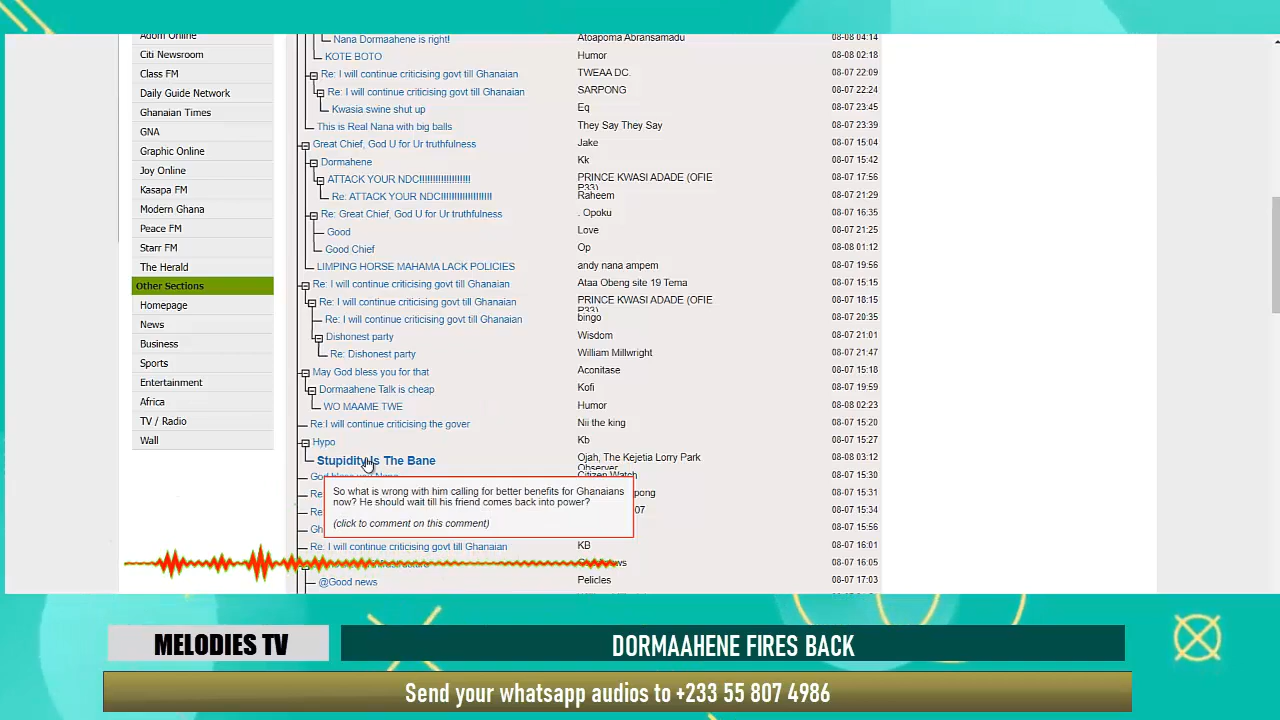 Adom Online
Citi Newsroom
Class FM
Daily Guide Network
Ghanaian Times
GNA
Graphic Online
Joy Online
Kasapa FM
Modern Ghana
Peace FM
Starr FM
The Herald
Other Sections
Homepage
News
Business
Sports
Entertainment
Africa
TV / Radio
Wall
Nana Dormaahene is right! Atoapoma Abransamadu 08-08 04:14
KOTE BOTO Humor 08-08 02:18
Re: I will continue criticising govt till Ghanaian TWEAA DC. 08-07 22:09
Re: I will continue criticising govt till Ghanaian SARPONG 08-07 22:24
Kwasia swine shut up Eq 08-07 23:45
This is Real Nana with big balls They Say They Say 08-07 23:39
Great Chief, God U for Ur truthfulness Jake 08-07 15:04
Dormahene Kk 08-07 15:42
ATTACK YOUR NDC!!!!!!!!!!!!!!!!!!! PRINCE KWASI ADADE (OFIE 08-07 17:56
P33)
Re: ATTACK YOUR NDC!!!!!!!!!!!!!!!!!!! Raheem 08-07 21:29
Re: Great Chief, God U for Ur truthfulness . Opoku 08-07 16:35
Good Love 08-07 21:25
Good Chief Op 08-08 01:12
LIMPING HORSE MAHAMA LACK POLICIES andy nana ampem 08-07 19:56
Re: I will continue criticising govt till Ghanaian Ataa Obeng site 19 Tema 08-07 15:15
Re: I will continue criticising govt till Ghanaian PRINCE KWASI ADADE (OFIE 08-07 18:15
P33)
Re: I will continue criticising govt till Ghanaian bingo 08-07 20:35
Dishonest party Wisdom 08-07 21:01
Re: Dishonest party William Millwright 08-07 21:47
May God bless you for that Aconitase 08-07 15:18
Dormaahene Talk is cheap Kofi 08-07 19:59
WO MAAME TWE Humor 08-08 02:23
Re:I will continue criticising the gover Nii the king 08-07 15:20
Hypo Kb 08-07 15:27
Stupidity Is The Bane Ojah, The Kejetia Lorry Park 08-08 03:12
Observer
God bless you Nana Citizen Watch 08-07 15:30
Re 08-07 15:31
Re 07 08-07 15:34
Gh 08-07 15:56
So what is wrong with him calling for better benefits for Ghanaians
now? He should wait till his friend comes back into power?
(click to comment on this comment)
Re: I will continue criticising govt till Ghanaian KB 08-07 16:01
08-07 16:05
@Good news Pelicles 08-07 17:03
MELODIES TV
DORMAAHENE FIRES BACK
Send your whatsapp audios to +233 55 807 4986